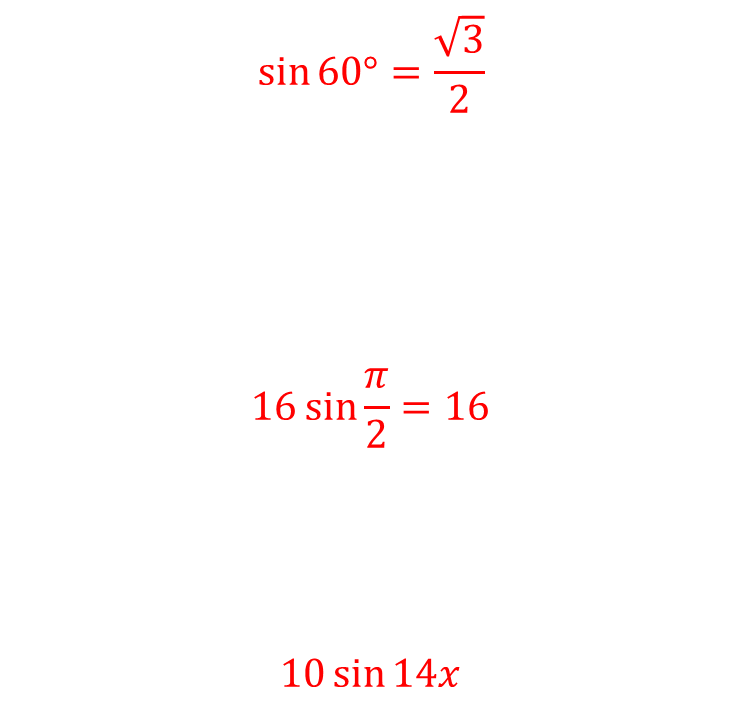 sin 60° = √3/2
16 sin π/2 = 16
10 sin 14x